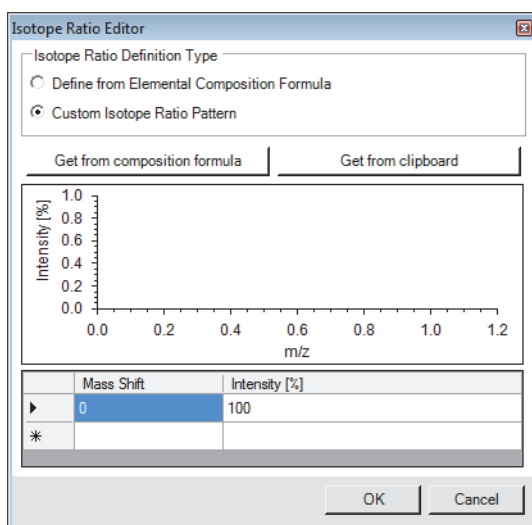 Isotope Ratio Editor
Isotope Ratio Definition Type
Define from Elemental Composition Formula
Custom Isotope Ratio Pattern
Get from composition formula Get from clipboard
Intensity [%]
1.0
0.8
0.6
0.4
0.2
0.0
0.0 0.2 0.4 0.6 0.8 1.0 1.2
m/z
Mass Shift Intensity [%]
0 100
OK Cancel